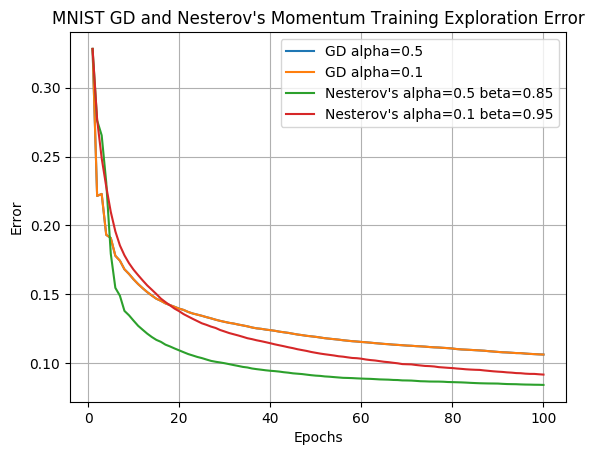 MNIST GD and Nesterov's Momentum Training Exploration Error
GD alpha=0.5
GD alpha=0.1
Nesterov's alpha=0.5 beta=0.85
Nesterov's alpha=0.1 beta=0.95
Error
0.30
0.25
0.20
0.15
0.10
0 20 40 60 80 100
Epochs